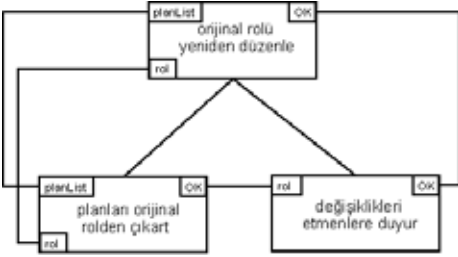 planList
OK
orijinal rolü
yeniden düzenle
rol
planList
OK
planları orijinal
rolden çıkart
rol
rol
OK
değişiklikleri
etmenlere duyur